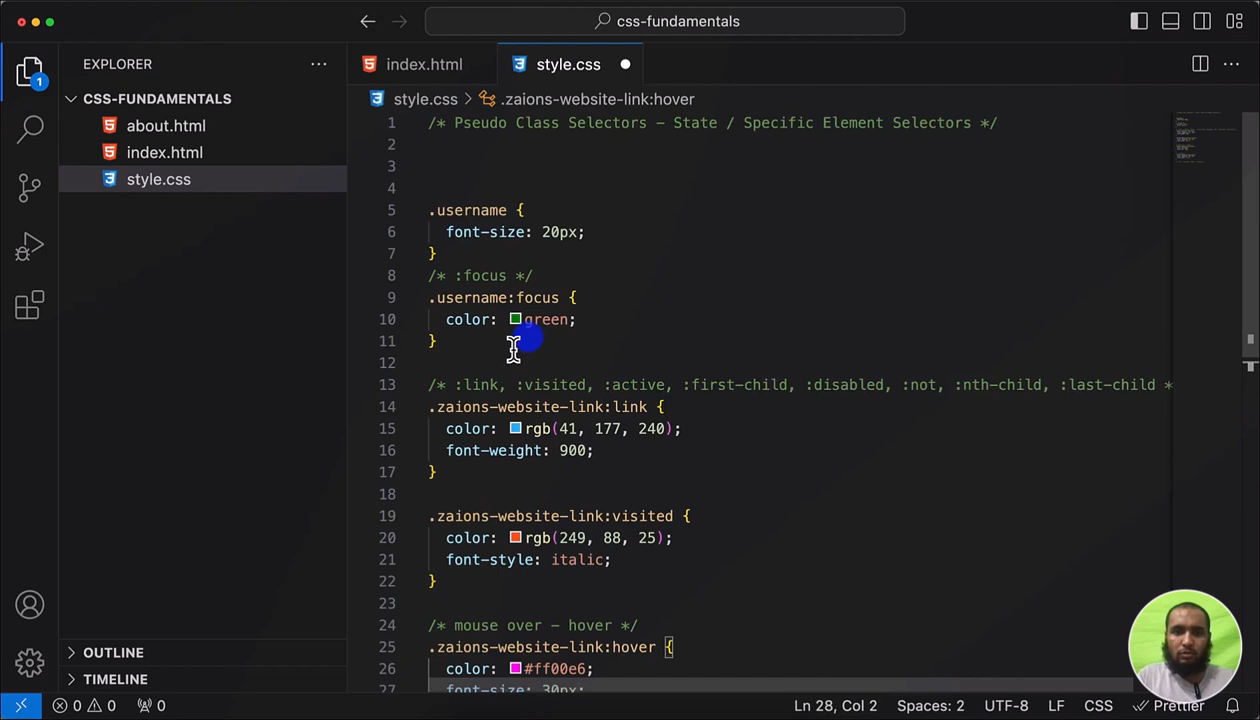 css-fundamentals
EXPLORER
index.html
style.css
1
CSS-FUNDAMENTALS
about.html
index.html
style.css
style.css > .zaions-website-link:hover
1 /* Pseudo Class Selectors - State / Specific Element Selectors */
2
3
4
5 .username {
6 font-size: 20px;
7 }
8 /* :focus */
9 .username:focus {
10 color: green;
11 }
12
13 /* :link, :visited, :active, :first-child, :disabled, :not, :nth-child, :last-child *
14 .zaions-website-link:link {
15 color: rgb(41, 177, 240);
16 font-weight: 900;
17 }
18
19 .zaions-website-link:visited {
20 color: rgb(249, 88, 25);
21 font-style: italic;
22 }
23
24 /* mouse over - hover */
25 .zaions-website-link:hover {
26 color: #ff00e6;
27 font-size: 30px;
OUTLINE
TIMELINE
0 0 0 Ln 28, Col 2 Spaces: 2 UTF-8 LF CSS Prettier